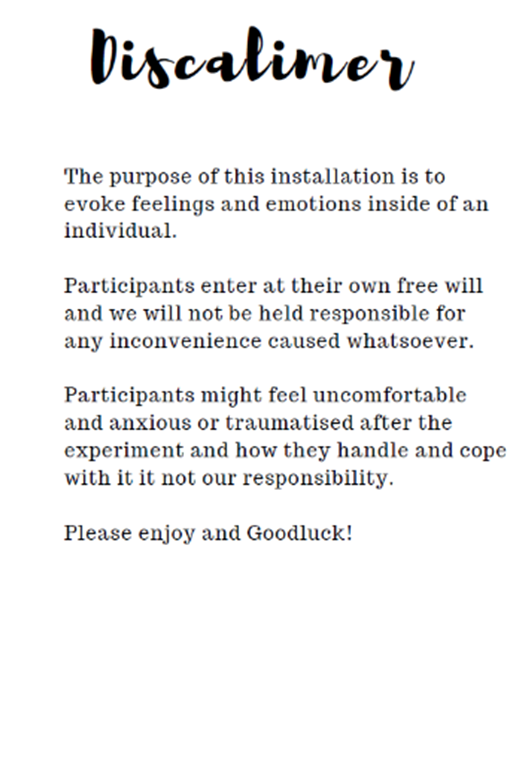 Discalimer
The purpose of this installation is to
evoke feelings and emotions inside of an
individual.
Participants enter at their own free will
and we will not be held responsible for
any inconvenience caused whatsoever.
Participants might feel uncomfortable
and anxious or traumatised after the
experiment and how they handle and cope
with it it not our responsibility.
Please enjoy and Goodluck!